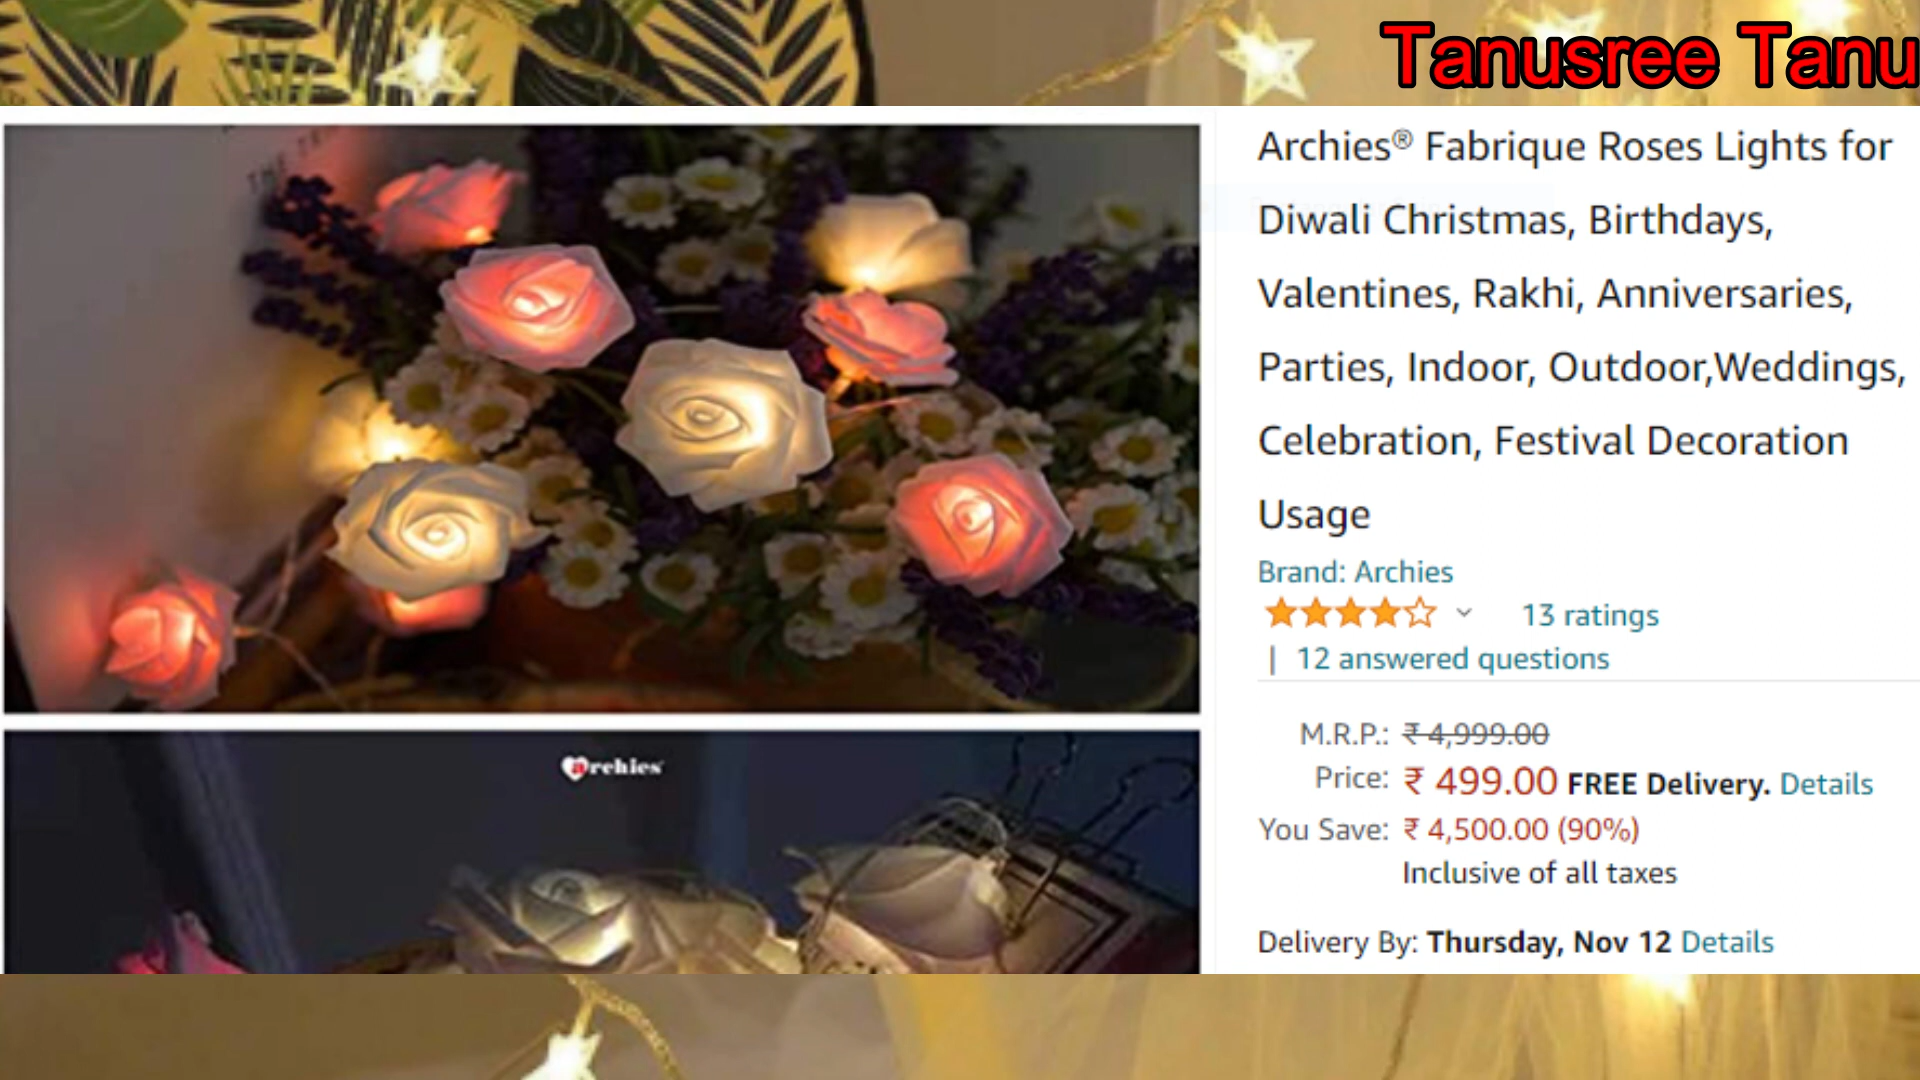 Tanusree Tanu
Archies® Fabrique Roses Lights for
Diwali Christmas, Birthdays,
Valentines, Rakhi, Anniversaries,
Parties, Indoor, Outdoor,Weddings,
Celebration, Festival Decoration
Usage
Brand: Archies
13 ratings
| 12 answered questions
M.R.P.: ₹ 4,999.00
Price: ₹ 499.00 FREE Delivery. Details
You Save: ₹ 4,500.00 (90%)
Inclusive of all taxes
Delivery By: Thursday, Nov 12 Details
archies